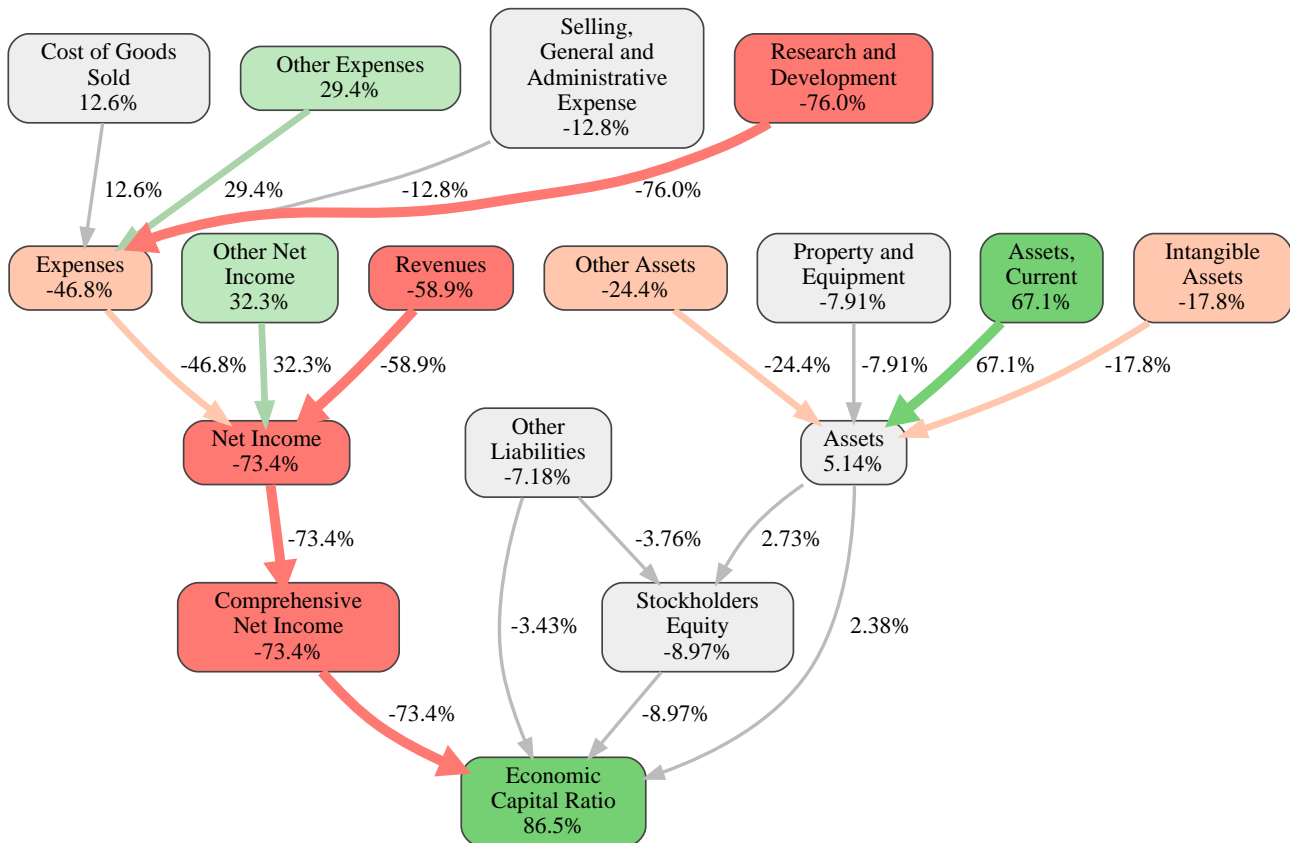 Cost of Goods
Sold
12.6%
Other Expenses
29.4%
Selling,
General and
Administrative
Expense
-12.8%
Research and
Development
-76.0%
12.6%
29.4%
-12.8%
-76.0%
Expenses
-46.8%
Other Net
Income
32.3%
Revenues
-58.9%
Other Assets
-24.4%
Property and
Equipment
-7.91%
Assets,
Current
67.1%
Intangible
Assets
-17.8%
-46.8%
32.3%
-58.9%
-24.4%
-7.91%
67.1%
-17.8%
Net Income
-73.4%
Other
Liabilities
-7.18%
Assets
5.14%
-73.4%
-3.76%
2.73%
Comprehensive
Net Income
-73.4%
-3.43%
Stockholders
Equity
-8.97%
2.38%
-73.4%
-8.97%
Economic
Capital Ratio
86.5%